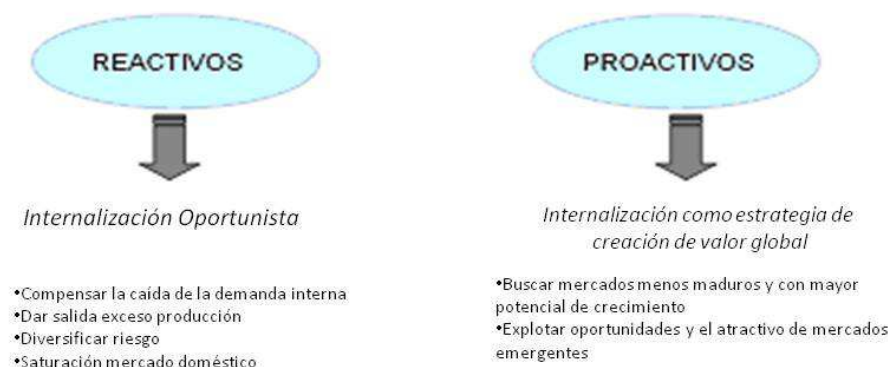 REACTIVOS
Internalización Oportunista
•Compensar la caída de la demanda interna
•Dar salida exceso producción
•Diversificar riesgo
•Saturación mercado doméstico
PROACTIVOS
Internalización como estrategia de
creación de valor global
•Buscar mercados menos maduros y con mayor
potencial de crecimiento
•Explotar oportunidades y el atractivo de mercados
emergentes